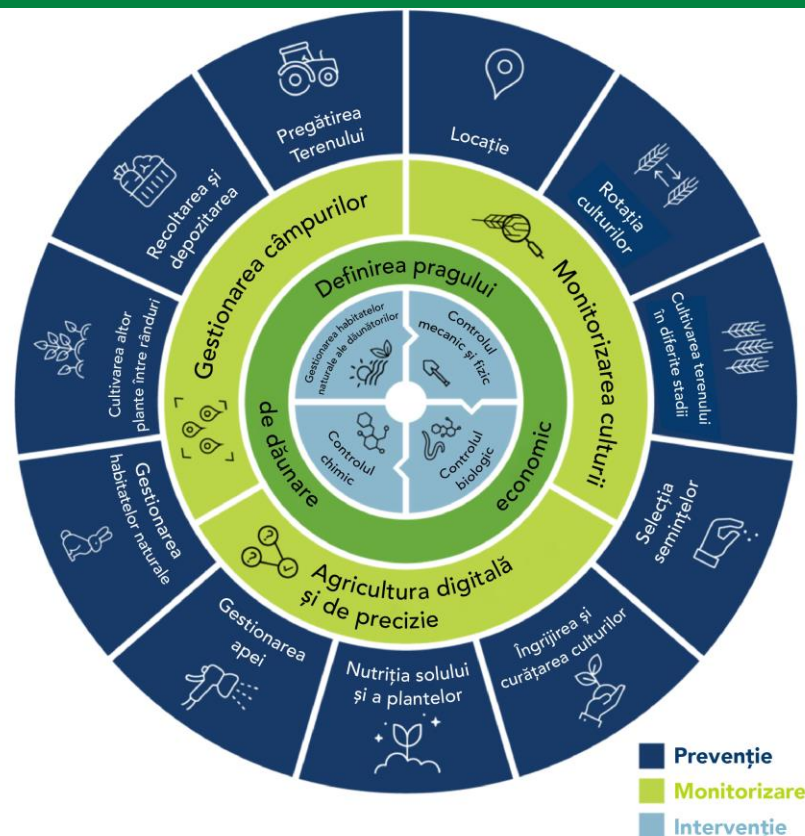 Pregătirea
Terenului
Locație
Rotația
culturilor
Cultivarea terenului
în diferite stadii
Selecția
semințelor
Îngrijirea și
curățarea culturilor
Nutriția solului
și a plantelor
Gestionarea
apei
Gestionarea
habitatelor naturale
Cultivarea altor
plante între rânduri
Recoltarea și
depozitarea
Gestionarea câmpurilor
Monitorizarea culturii
Agricultura digitală
și de precizie
Definirea pragului
economic
de dăunare
Gestionarea habitatelor
naturale ale dăunătorilor
Controlul
mecanic și fizic
Controlul
biologic
Controlul
chimic
Prevenție
Monitorizare
Intervenție